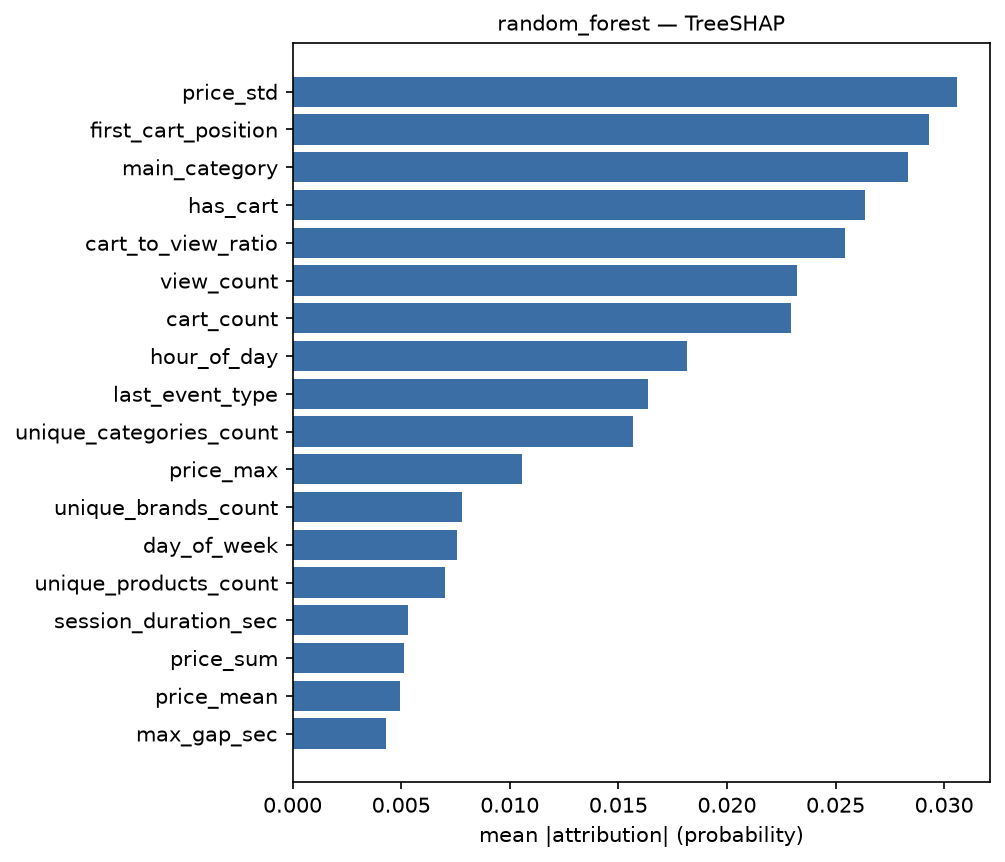 random_forest — TreeSHAP
price_std
first_cart_position
main_category
has_cart
cart_to_view_ratio
view_count
cart_count
hour_of_day
last_event_type
unique_categories_count
price_max
unique_brands_count
day_of_week
unique_products_count
session_duration_sec
price_sum
price_mean
max_gap_sec
0.000 0.005 0.010 0.015 0.020 0.025 0.030
mean |attribution| (probability)